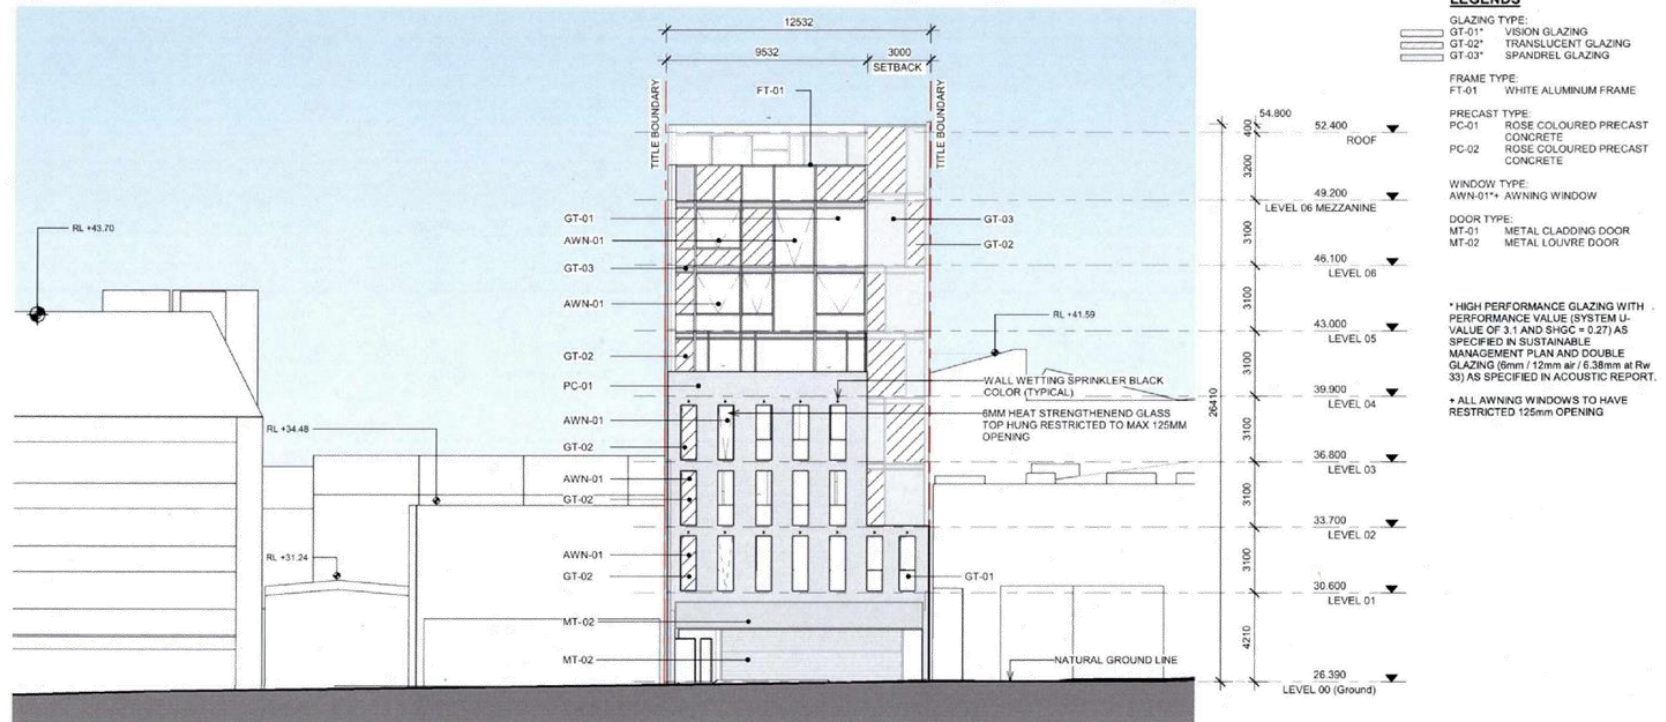 LEGENDS
GLAZING TYPE:
GT-01* VISION GLAZING
GT-02* TRANSLUCENT GLAZING
GT-03* SPANDREL GLAZING
FRAME TYPE:
FT-01 WHITE ALUMINUM FRAME
PRECAST TYPE:
PC-01 ROSE COLOURED PRECAST
CONCRETE
PC-02 ROSE COLOURED PRECAST
CONCRETE
WINDOW TYPE:
AWN-01*+ AWNING WINDOW
DOOR TYPE:
MT-01 METAL CLADDING DOOR
MT-02 METAL LOUVRE DOOR
* HIGH PERFORMANCE GLAZING WITH
PERFORMANCE VALUE (SYSTEM U-
VALUE OF 3.1 AND SHGC = 0.27) AS
SPECIFIED IN SUSTAINABLE
MANAGEMENT PLAN AND DOUBLE
GLAZING (6mm / 12mm air / 6.38mm at Rw
33) AS SPECIFIED IN ACOUSTIC REPORT.
+ ALL AWNING WINDOWS TO HAVE
RESTRICTED 125mm OPENING
12532
9532
3000
SETBACK
TITLE BOUNDARY
FT-01
TITLE BOUNDARY
GT-01
AWN-01
GT-03
AWN-01
GT-02
PC-01
AWN-01
GT-02
AWN-01
GT-02
AWN-01
GT-02
MT-02
MT-02
GT-03
GT-02
WALL WETTING SPRINKLER BLACK
COLOR (TYPICAL)
8MM HEAT STRENGTHENEND GLASS
TOP HUNG RESTRICTED TO MAX 125MM
OPENING
GT-01
NATURAL GROUND LINE
RL +43.70
RL +34.48
RL +31.24
RL +41.59
26410
400
3200
3100
3100
3100
3100
3100
3100
4210
54.800
52.400
ROOF
49.200
LEVEL 06 MEZZANINE
46.100
LEVEL 06
43.000
LEVEL 05
39.900
LEVEL 04
36.800
LEVEL 03
33.700
LEVEL 02
30.600
LEVEL 01
26.390
LEVEL 00 (Ground)